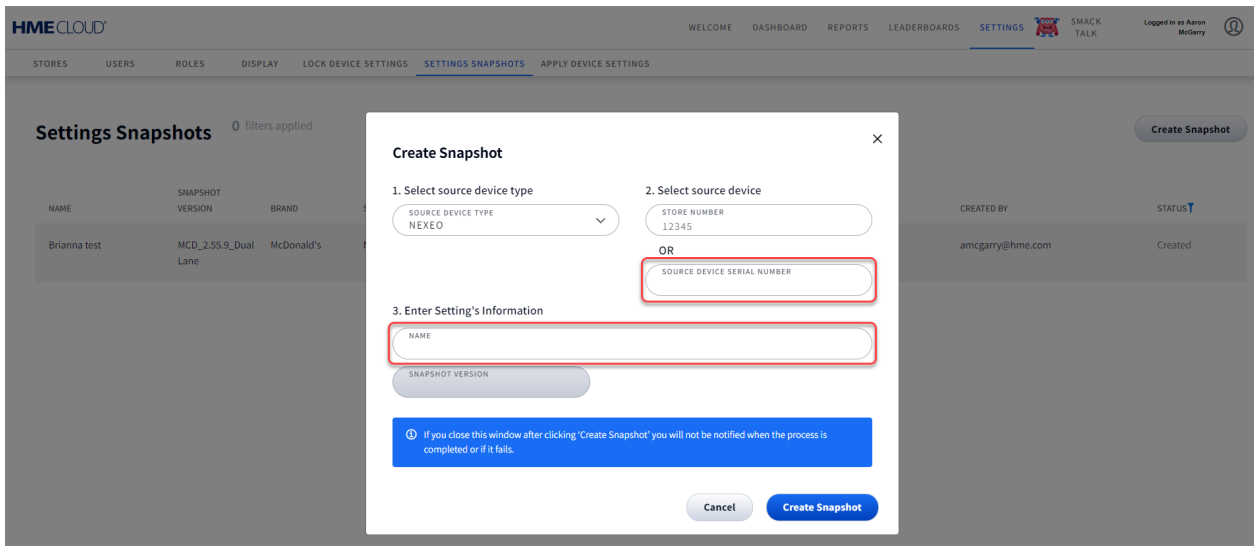 HME CLOUD®
WELCOME DASHBOARD REPORTS LEADERBOARDS SETTINGS SMACK TALK
Logged in as Aaron McGarry
STORES USERS ROLES DISPLAY LOCK DEVICE SETTINGS SETTINGS SNAPSHOTS APPLY DEVICE SETTINGS
Settings Snapshots 0 filters applied
Create Snapshot
NAME SNAPSHOT VERSION BRAND CREATED BY STATUS
Brianna test MCD_2.55.9_Dual Lane McDonald's amcgarry@hme.com Created
Create Snapshot
1. Select source device type
SOURCE DEVICE TYPE
NEXEO
2. Select source device
STORE NUMBER
12345
OR
SOURCE DEVICE SERIAL NUMBER
3. Enter Setting's Information
NAME
SNAPSHOT VERSION
If you close this window after clicking 'Create Snapshot' you will not be notified when the process is
completed or if it fails.
Cancel Create Snapshot